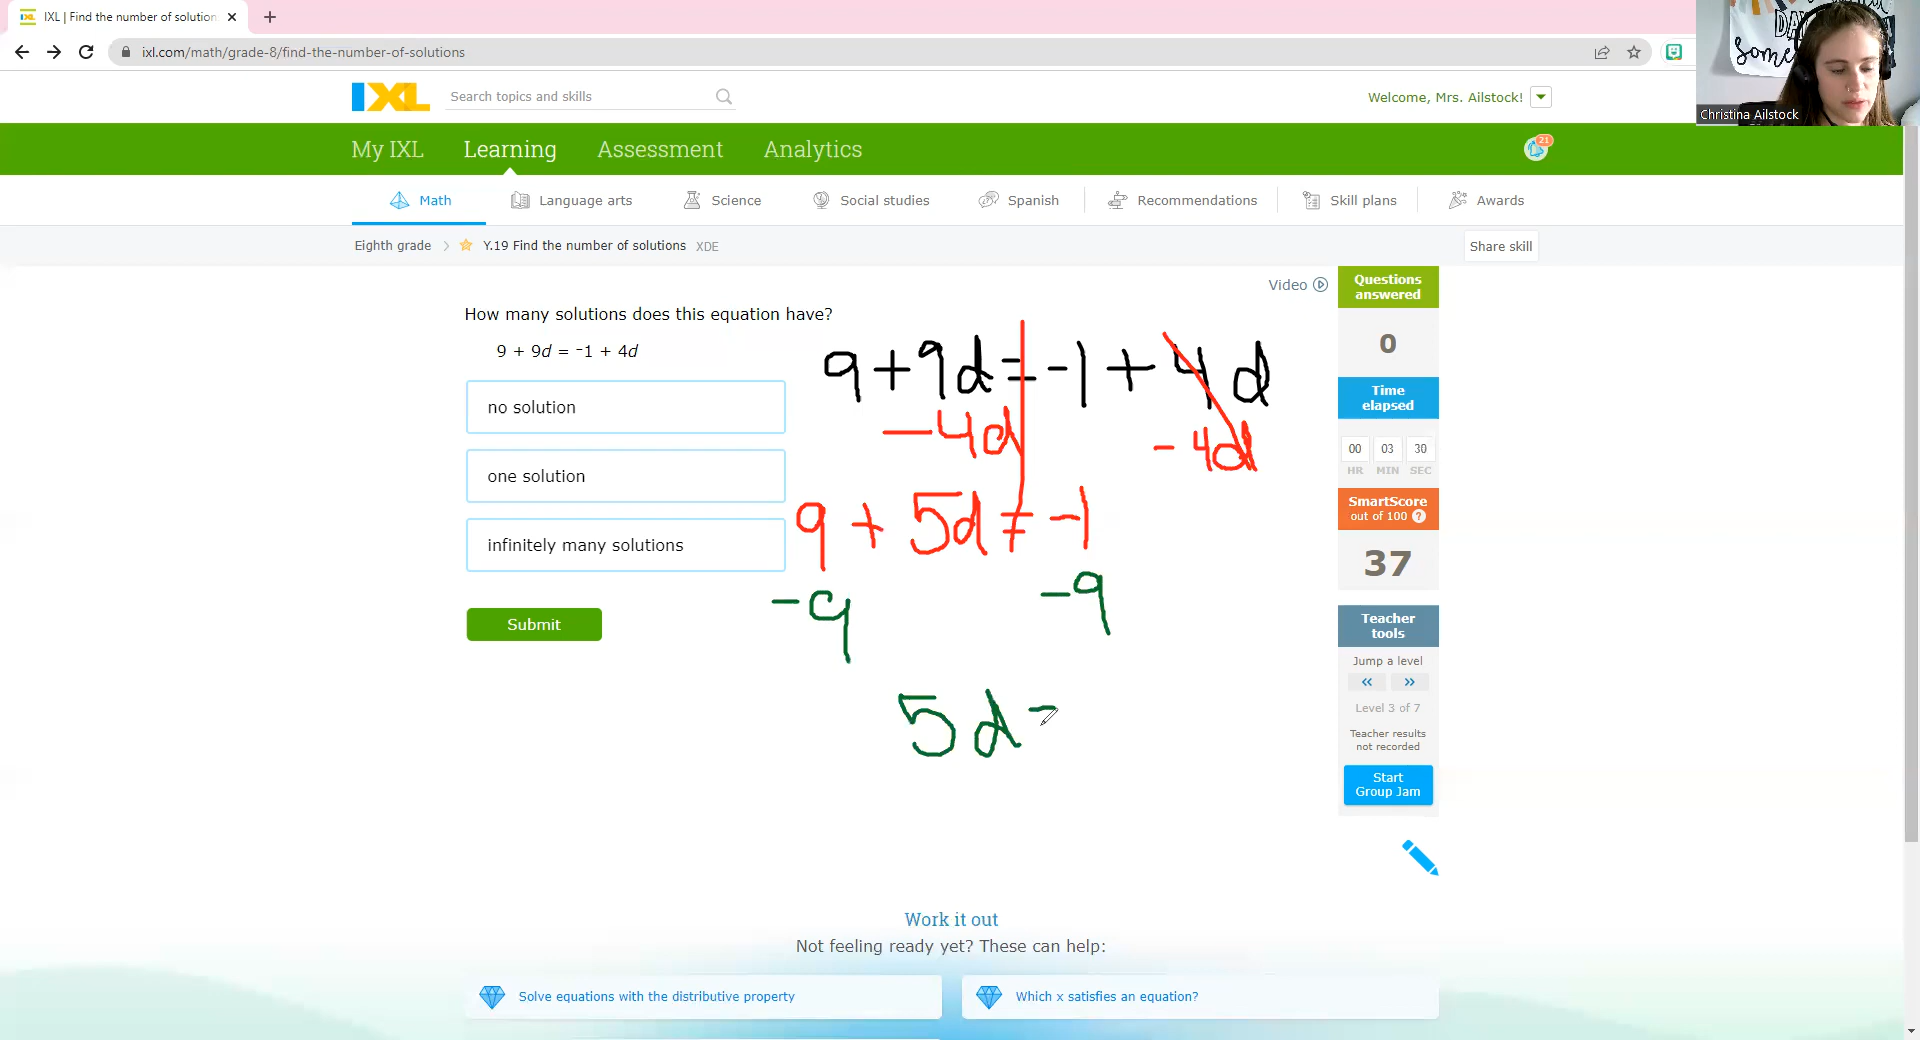 IXL | Find the number of solution
ixl.com/math/grade-8/find-the-number-of-solutions
DAY
some
Christina Ailstock
IXL
Search topics and skills
Welcome, Mrs. Ailstock!
My IXL Learning Assessment Analytics
21
Math Language arts Science Social studies Spanish Recommendations Skill plans Awards
Eighth grade > Y.19 Find the number of solutions XDE
Share skill
Video
How many solutions does this equation have?
9 + 9d = ⁻1 + 4d
no solution
one solution
infinitely many solutions
Submit
9 + 9d = -1 + 4d
-4d -4d
9 + 5d = -1
-9 -9
5d =
Questions answered
0
Time elapsed
00 03 30
HR MIN SEC
SmartScore
out of 100 ?
37
Teacher tools
Jump a level
<< >>
Level 3 of 7
Teacher results
not recorded
Start
Group Jam
Work it out
Not feeling ready yet? These can help:
Solve equations with the distributive property
Which x satisfies an equation?